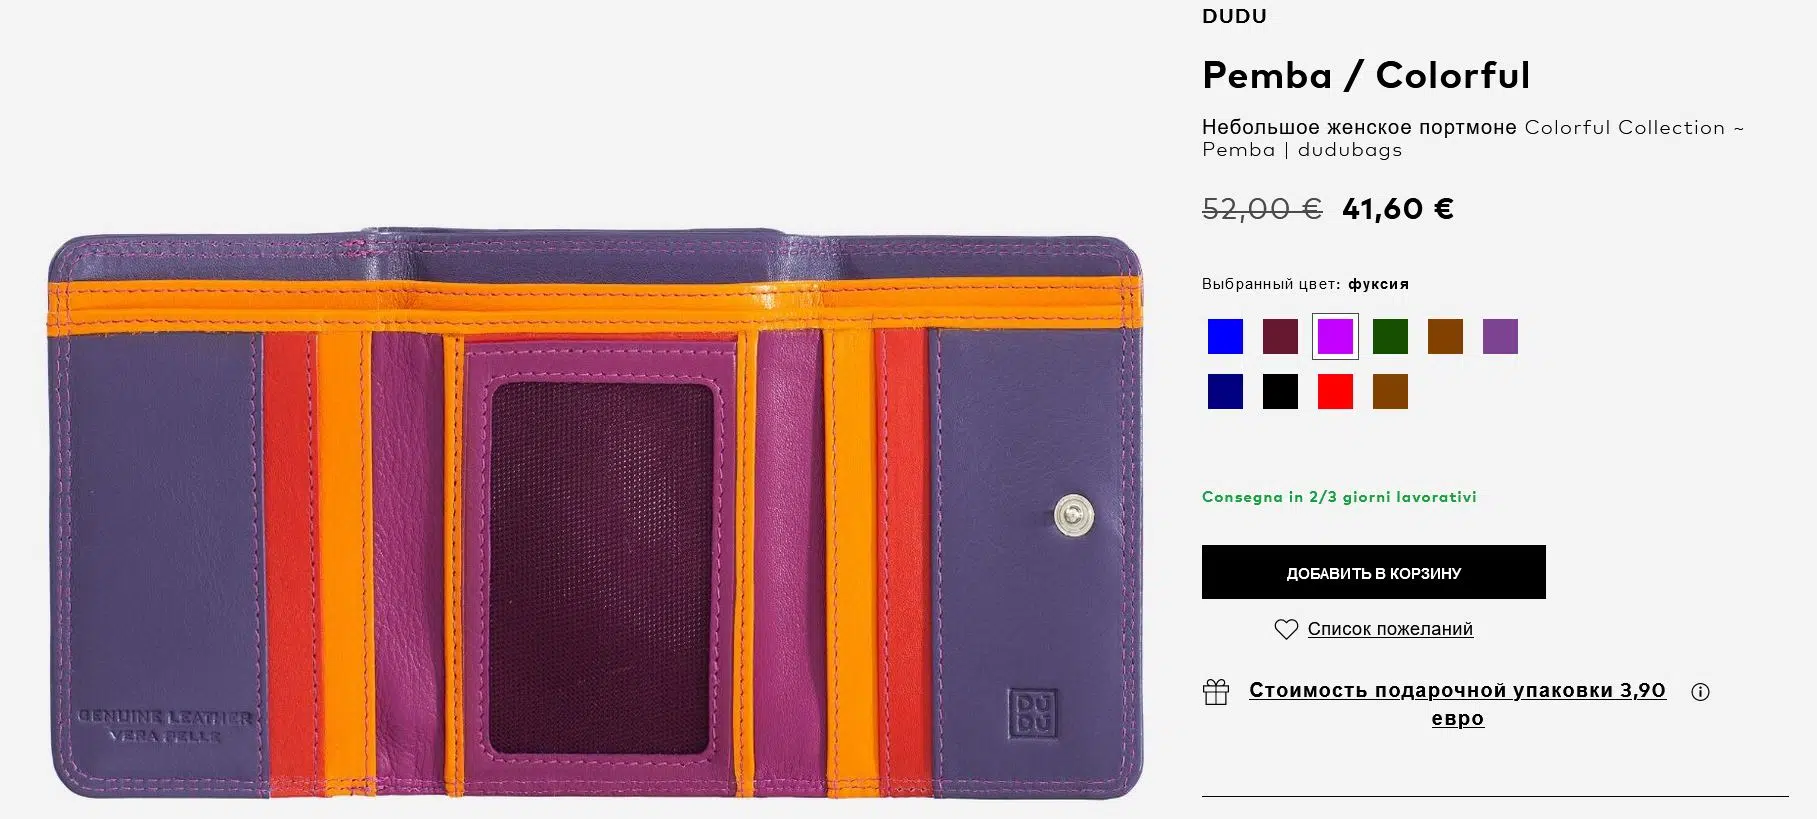 DUDU
Pemba / Colorful
Небольшое женское портмоне Colorful Collection ~
Pemba | dudubags
52,00 € 41,60 €
Выбранный цвет: фуксия
Consegna in 2/3 giorni lavorativi
ДОБАВИТЬ В КОРЗИНУ
Список пожеланий
Стоимость подарочной упаковки 3,90
евро
GENUINE LEATHER
VERA PELLE
DU
DU